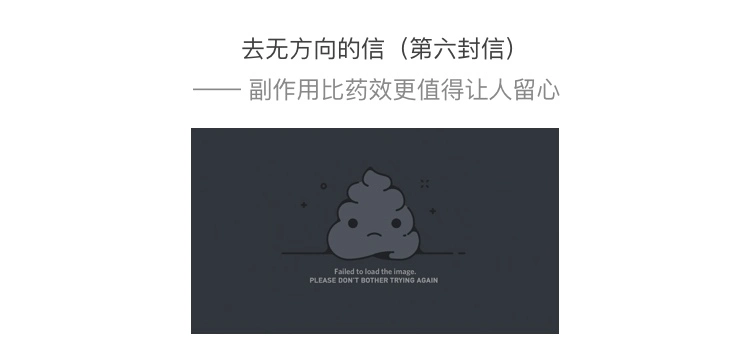 去无方向的信（第六封信）
—— 副作用比药效更值得让人留心
Failed to load the image.
PLEASE DON'T BOTHER TRYING AGAIN